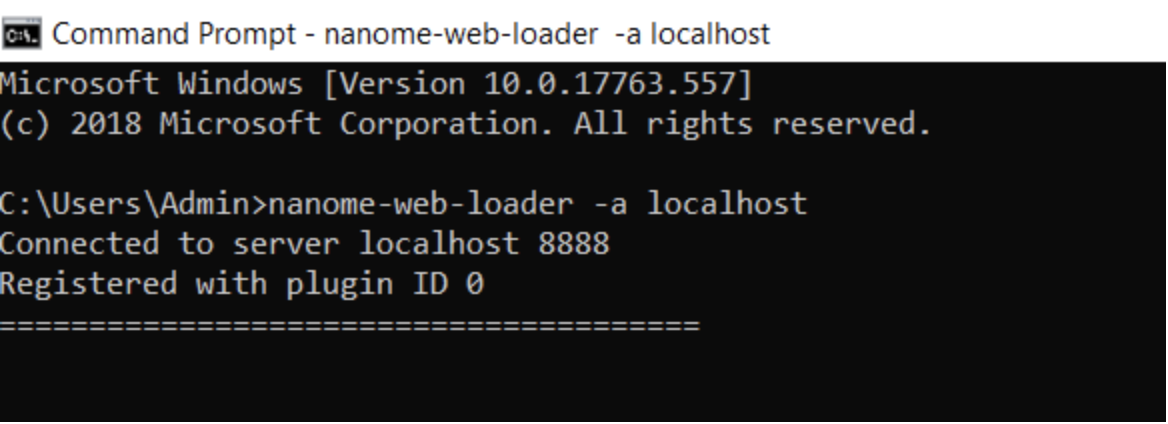 Command Prompt - nanome-web-loader  -a localhost
Microsoft Windows [Version 10.0.17763.557]
(c) 2018 Microsoft Corporation. All rights reserved.
C:\Users\Admin>nanome-web-loader -a localhost
Connected to server localhost 8888
Registered with plugin ID 0
=======================================